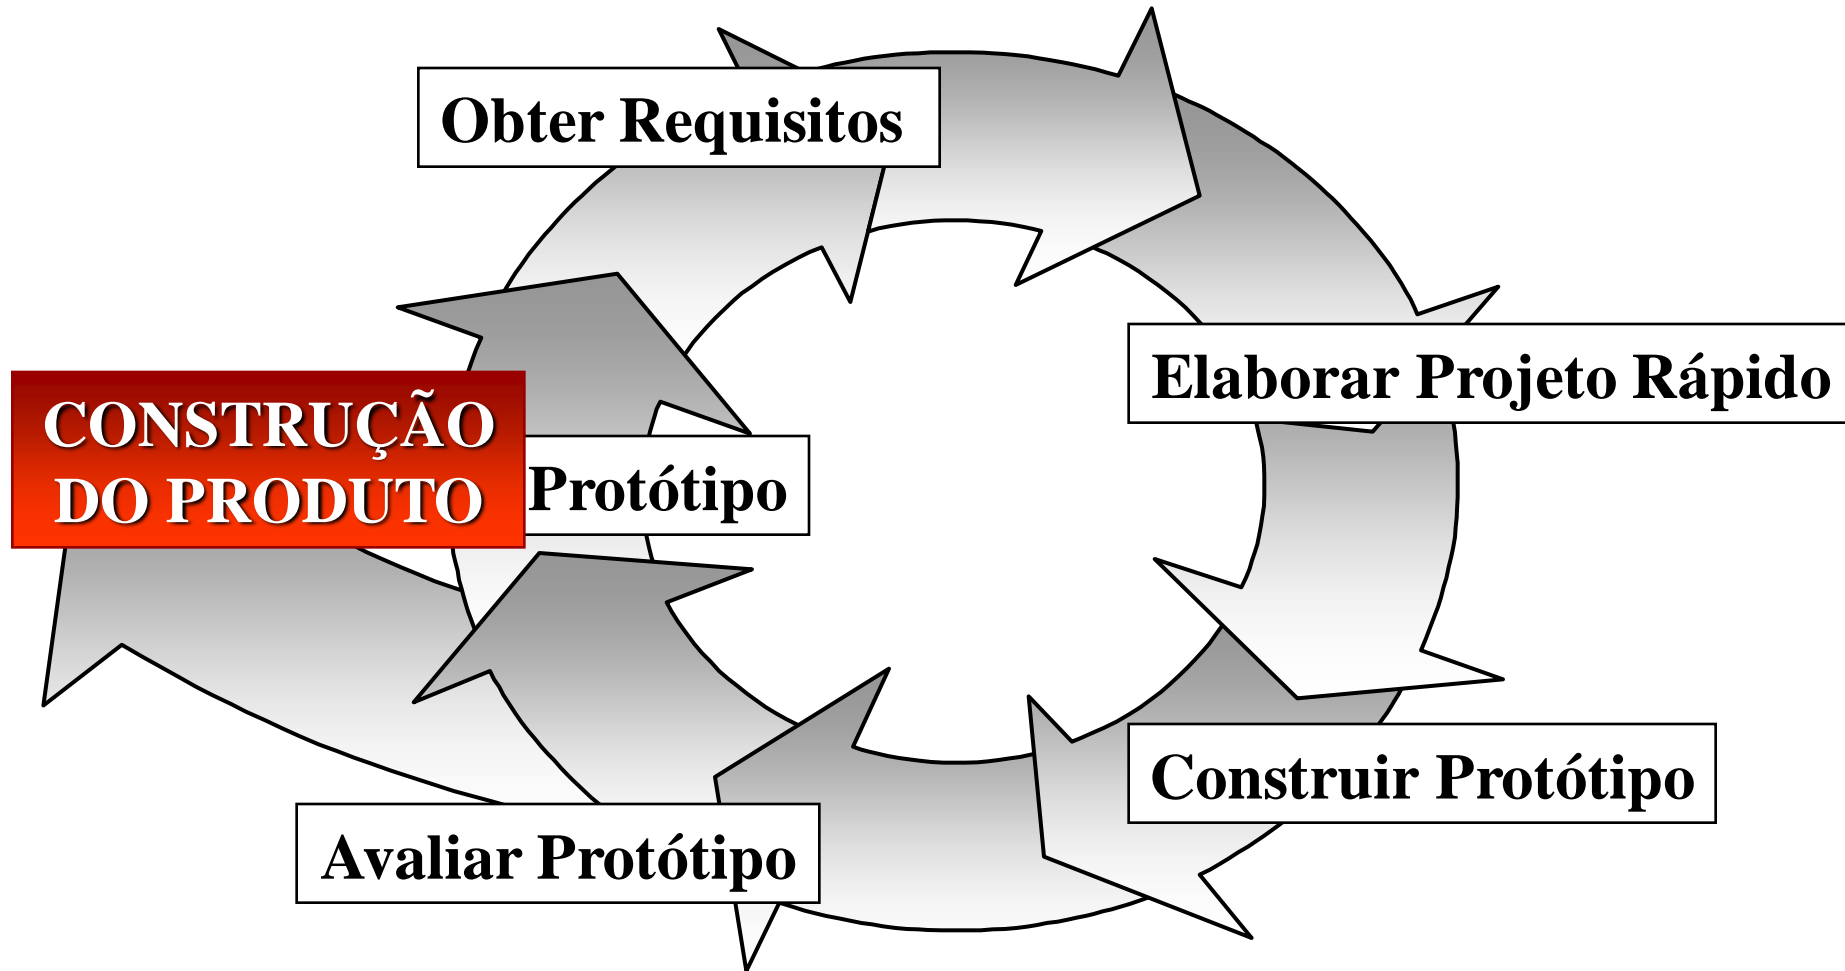 Obter Requisitos
Elaborar Projeto Rápido
CONSTRUÇÃO
DO PRODUTO
Protótipo
Construir Protótipo
Avaliar Protótipo